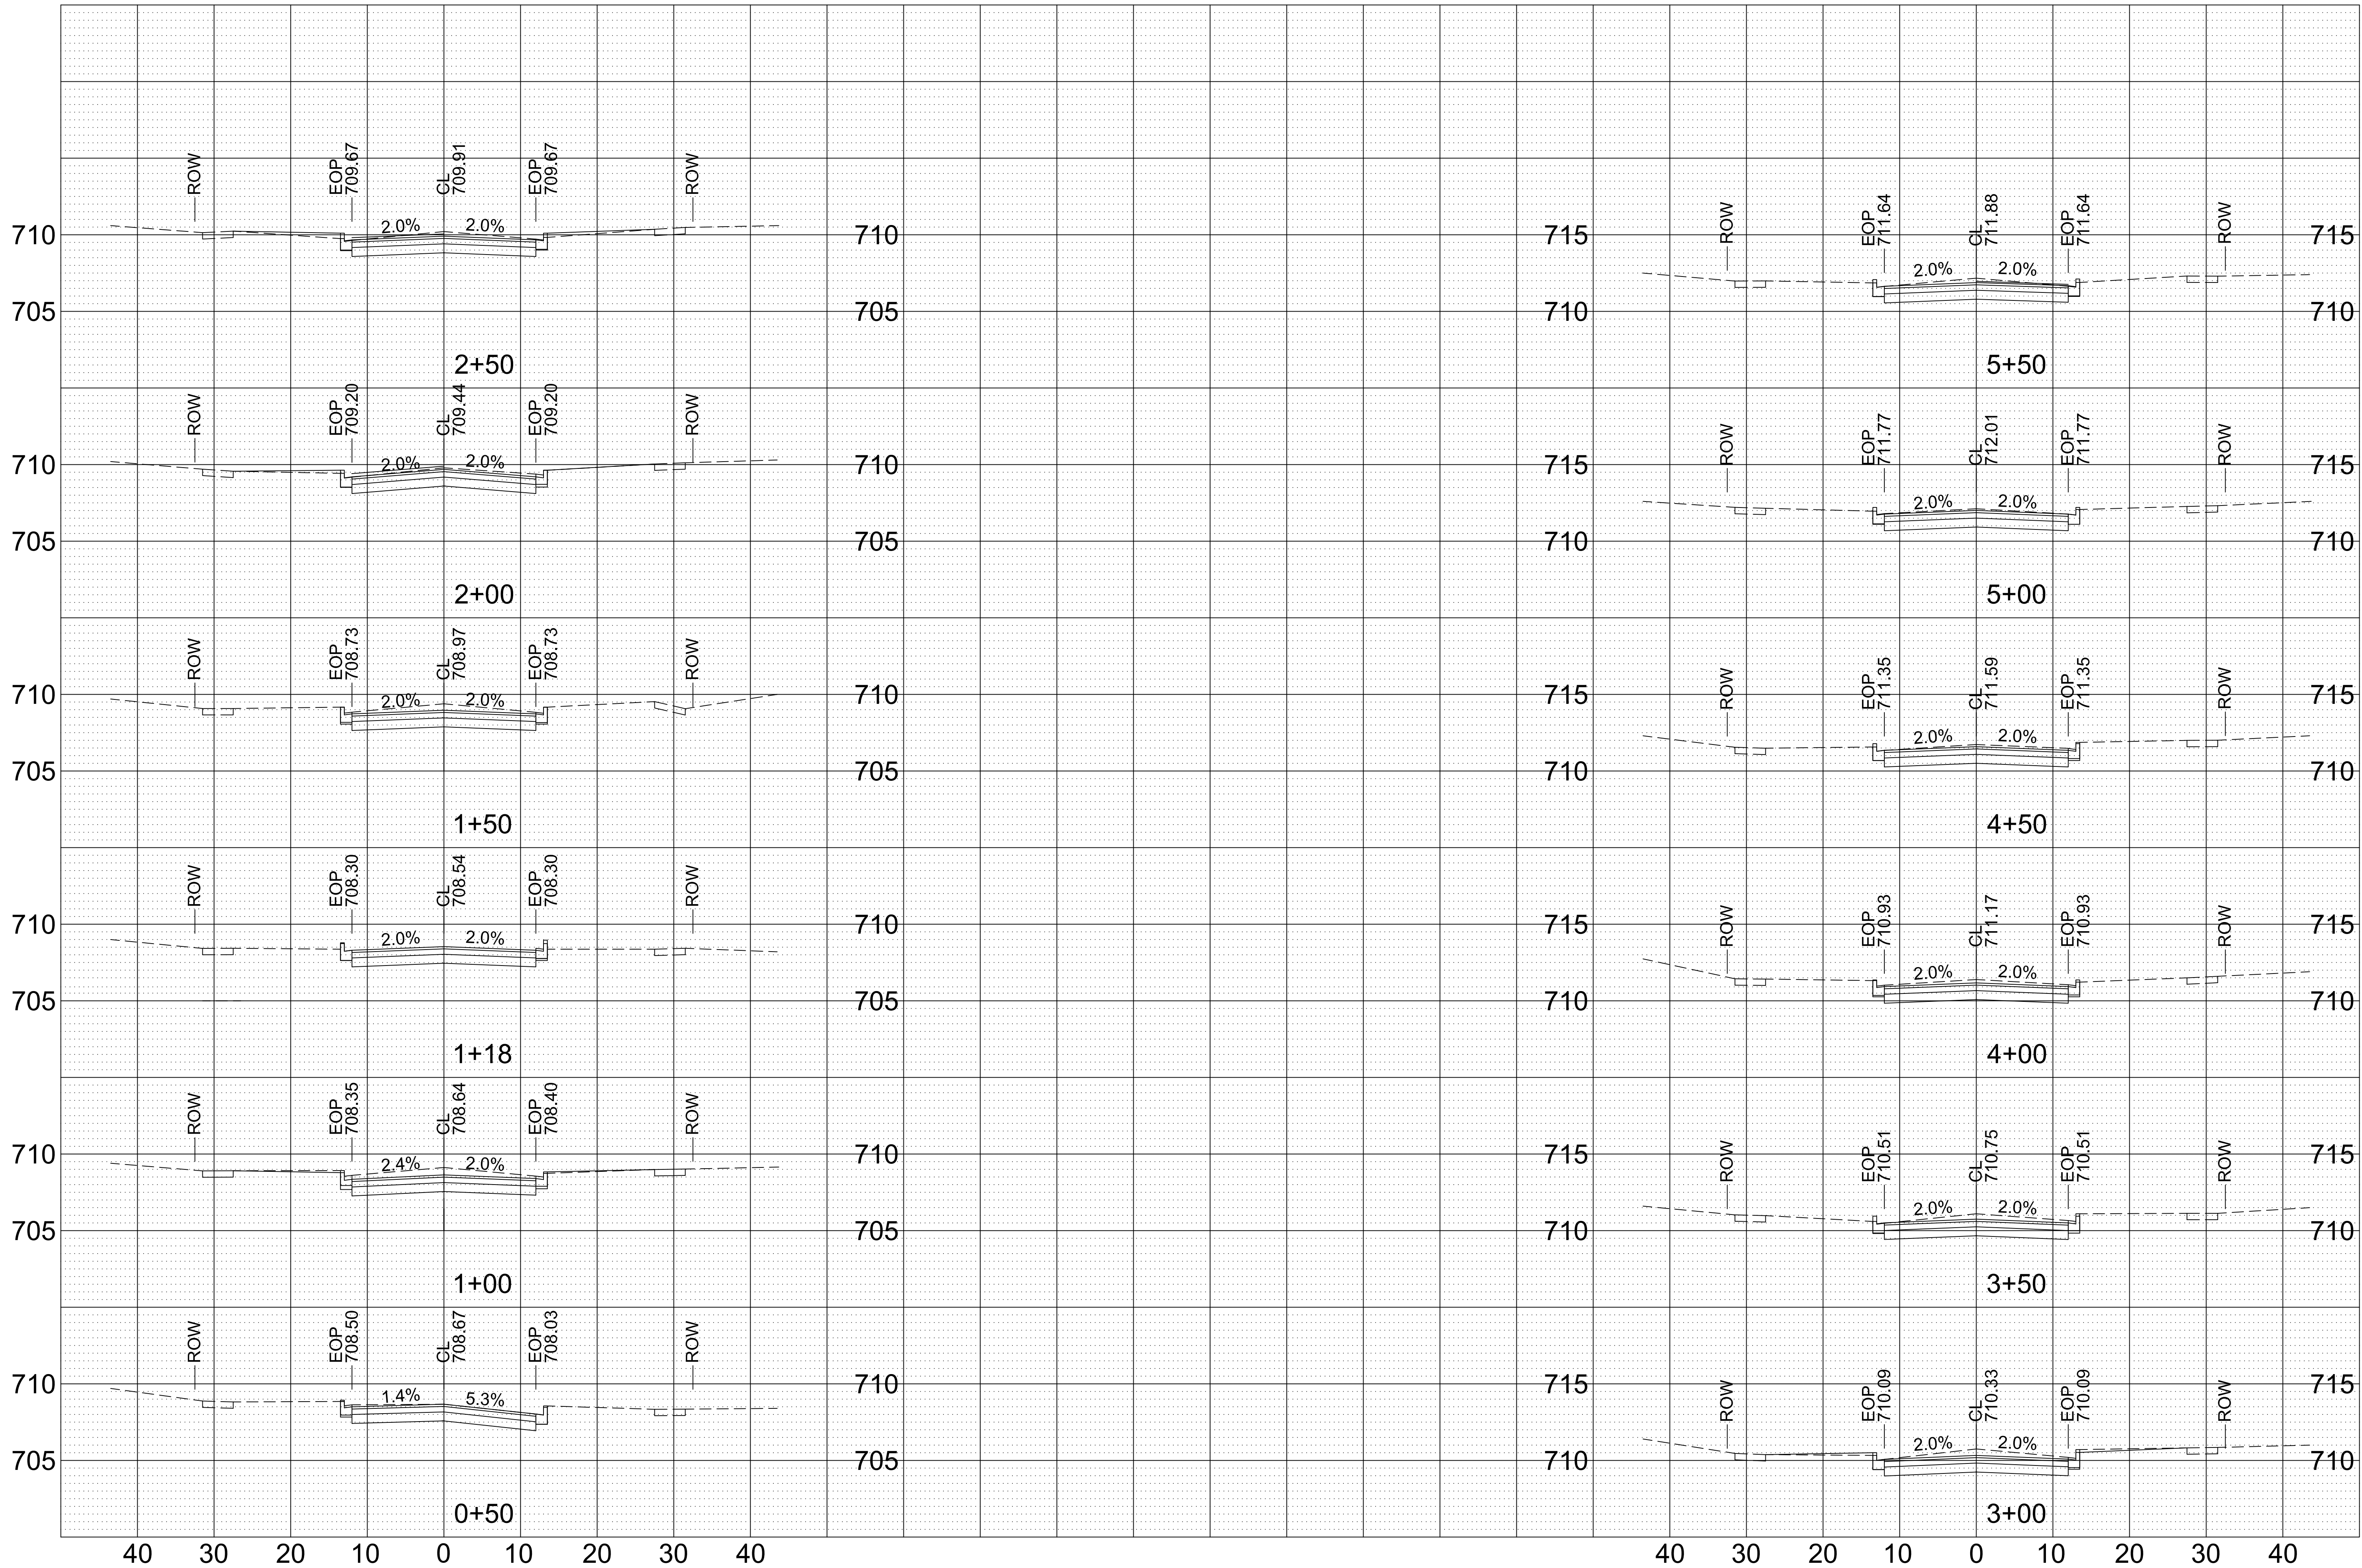 ROW
EOP
709.67
CL
709.91
EOP
709.67
ROW
2.0%
2.0%
710
710
705
705
2+50
ROW
EOP
709.20
CL
709.44
EOP
709.20
ROW
2.0%
2.0%
710
710
705
705
2+00
ROW
EOP
708.73
CL
708.97
EOP
708.73
ROW
2.0%
2.0%
710
710
705
705
1+50
ROW
EOP
708.30
CL
708.54
EOP
708.30
ROW
2.0%
2.0%
710
710
705
705
1+18
ROW
EOP
708.35
CL
708.64
EOP
708.40
ROW
2.4%
2.0%
710
710
705
705
1+00
ROW
EOP
708.50
CL
708.67
EOP
708.03
ROW
1.4%
5.3%
710
710
705
705
0+50
40 30 20 10 0 10 20 30 40
ROW
EOP
711.64
CL
711.88
EOP
711.64
ROW
2.0%
2.0%
715
715
710
710
5+50
ROW
EOP
711.77
CL
712.01
EOP
711.77
ROW
2.0%
2.0%
715
715
710
710
5+00
ROW
EOP
711.35
CL
711.59
EOP
711.35
ROW
2.0%
2.0%
715
715
710
710
4+50
ROW
EOP
710.93
CL
711.17
EOP
710.93
ROW
2.0%
2.0%
715
715
710
710
4+00
ROW
EOP
710.51
CL
710.75
EOP
710.51
ROW
2.0%
2.0%
715
715
710
710
3+50
ROW
EOP
710.09
CL
710.33
EOP
710.09
ROW
2.0%
2.0%
715
715
710
710
3+00
40 30 20 10 0 10 20 30 40